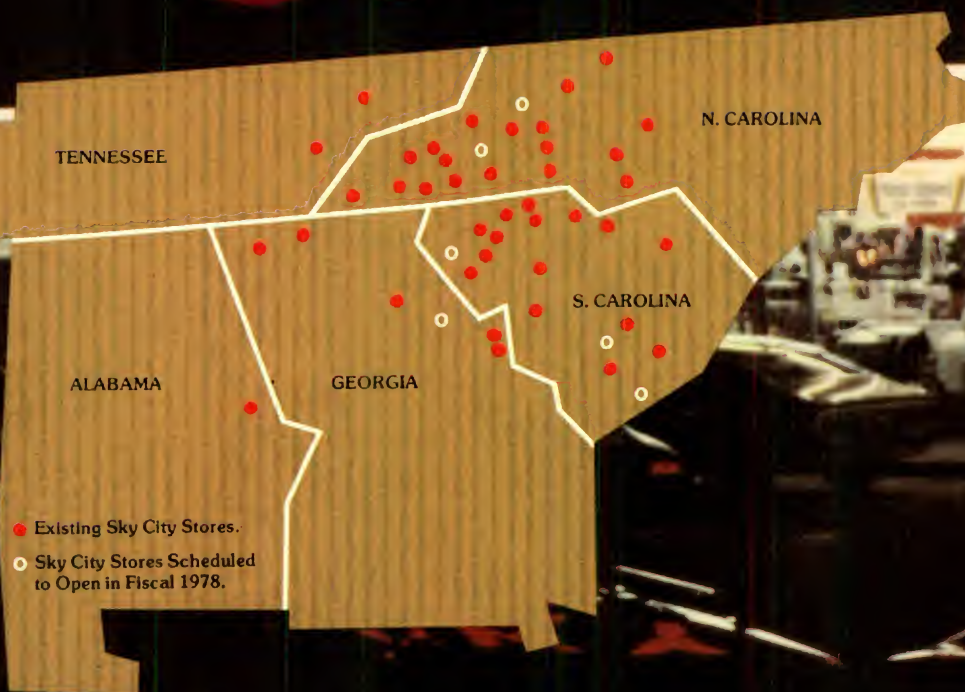 TENNESSEE
N. CAROLINA
S. CAROLINA
ALABAMA
GEORGIA
Existing Sky City Stores.
Sky City Stores Scheduled
to Open in Fiscal 1978.